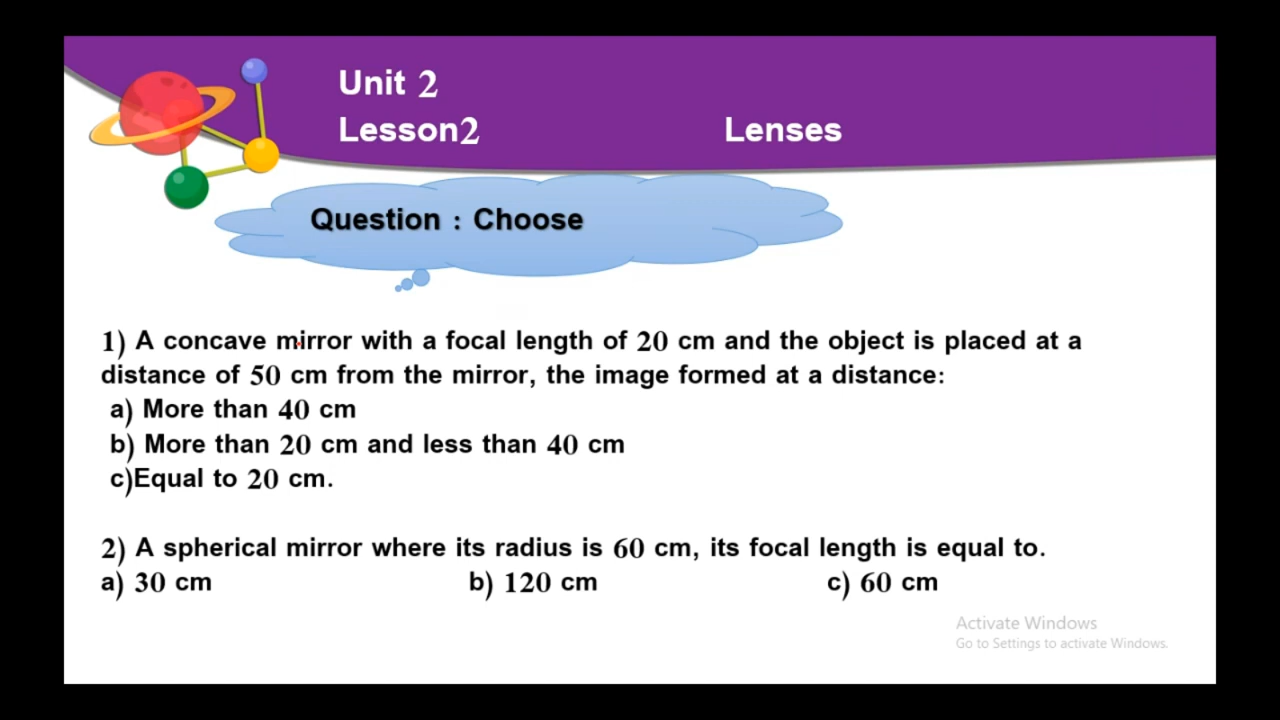 Unit 2
Lesson2 Lenses
Question : Choose
1) A concave mirror with a focal length of 20 cm and the object is placed at a
distance of 50 cm from the mirror, the image formed at a distance:
a) More than 40 cm
b) More than 20 cm and less than 40 cm
c)Equal to 20 cm.
2) A spherical mirror where its radius is 60 cm, its focal length is equal to.
a) 30 cm b) 120 cm c) 60 cm
Activate Windows
Go to Settings to activate Windows.